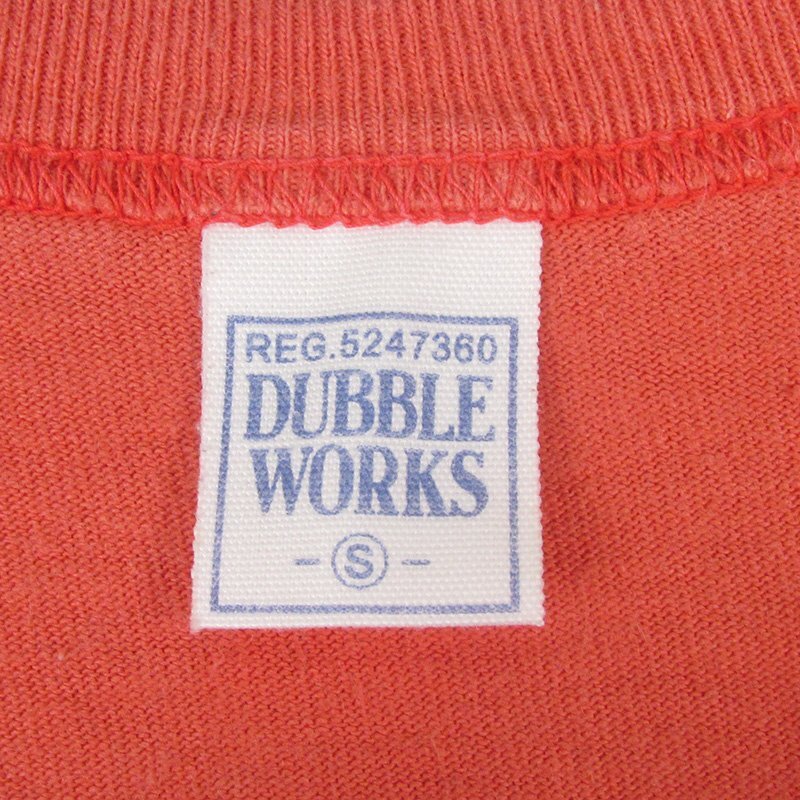 REG.5247360
DUBBLE
WORKS
- S -